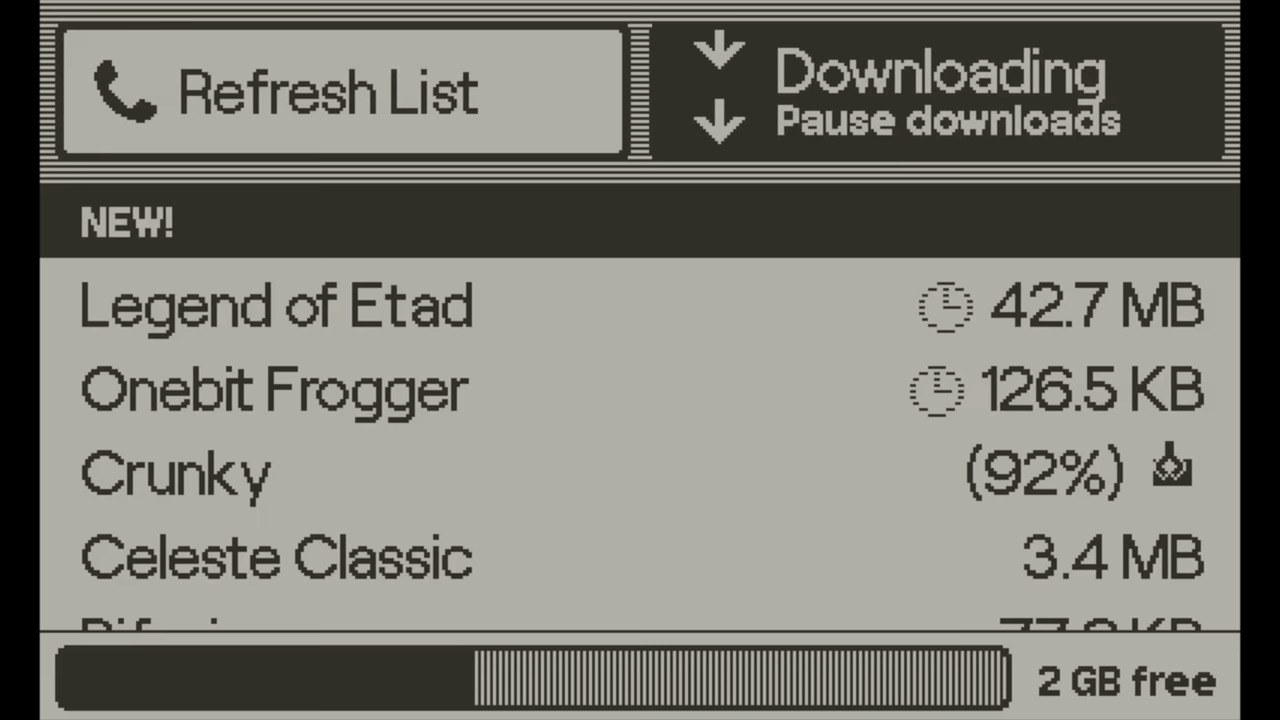 Refresh List
Downloading
Pause downloads
NEW!
Legend of Etad 42.7 MB
Onebit Frogger 126.5 KB
Crunky (92%)
Celeste Classic 3.4 MB
2 GB free